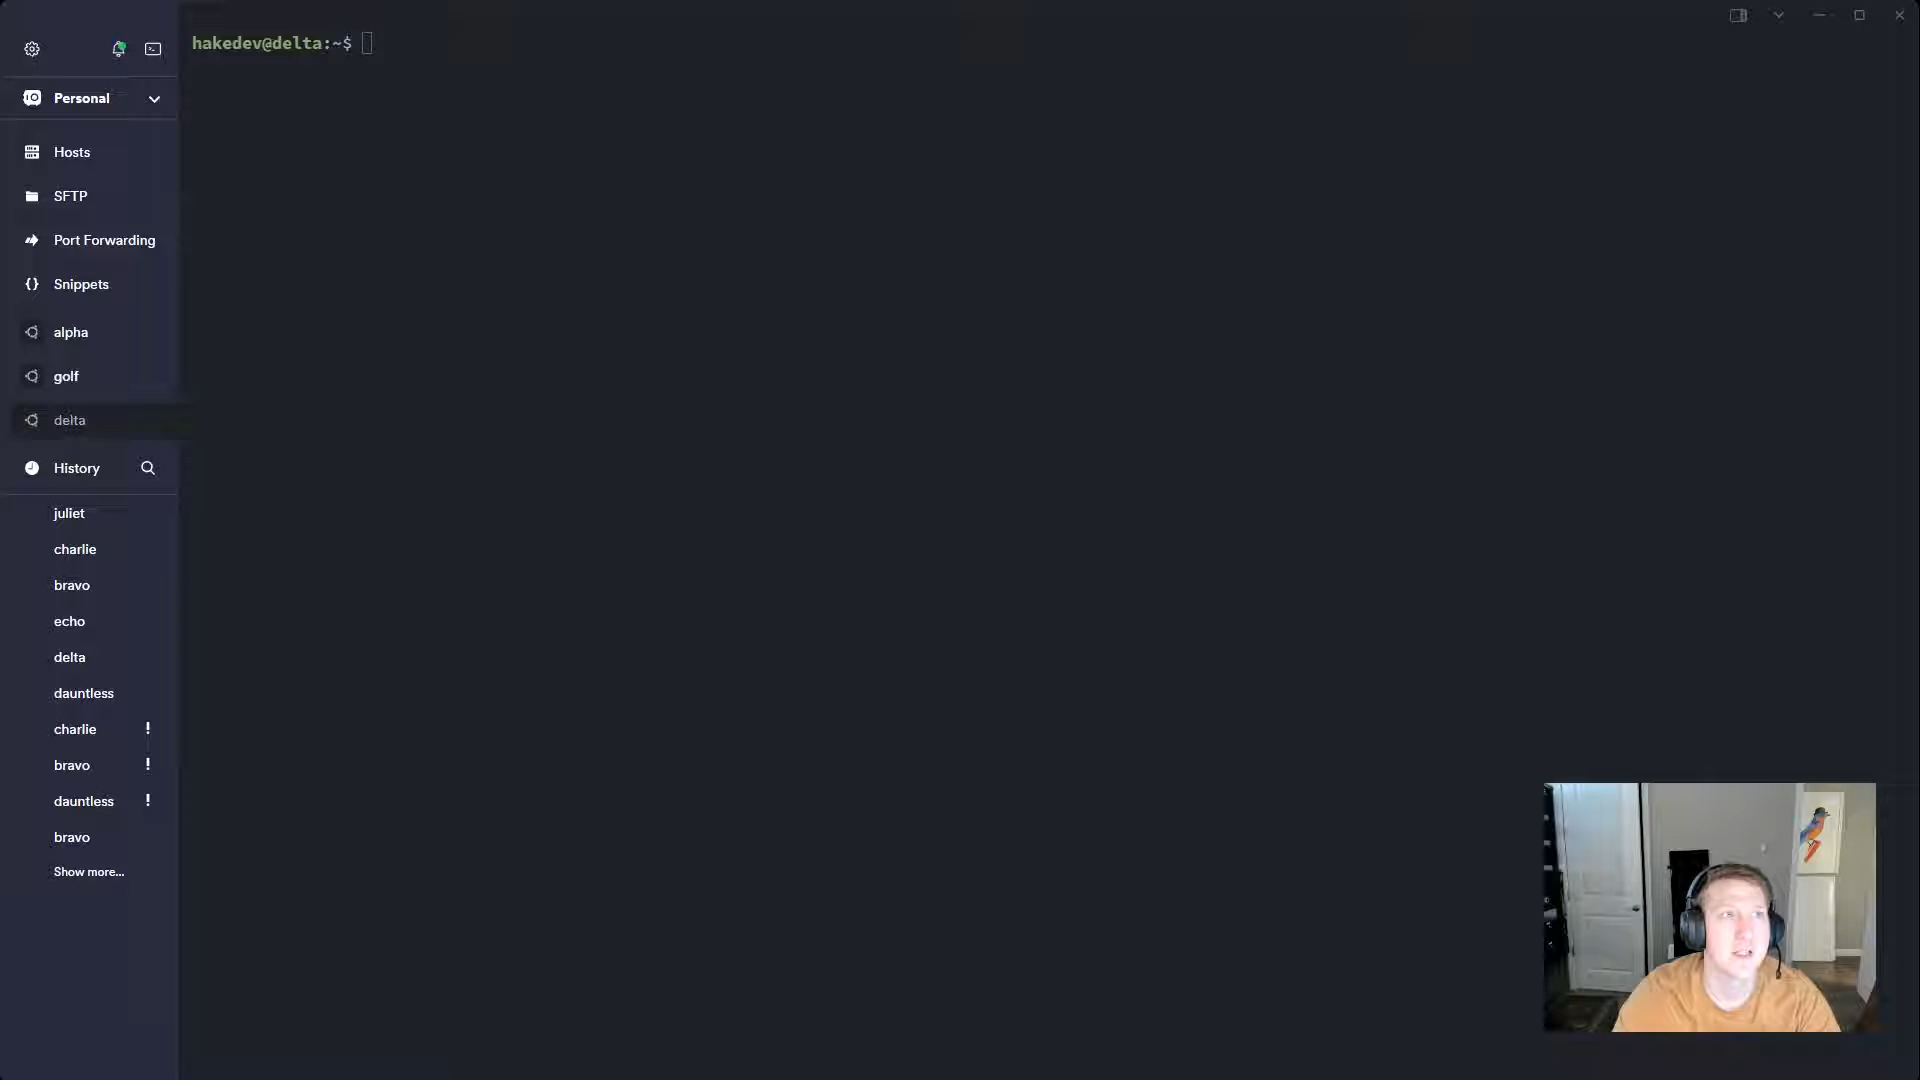 hakedev@delta:~$
Personal
Hosts
SFTP
Port Forwarding
Snippets
alpha
golf
delta
History
juliet
charlie
bravo
echo
delta
dauntless
charlie !
bravo !
dauntless !
bravo
Show more...